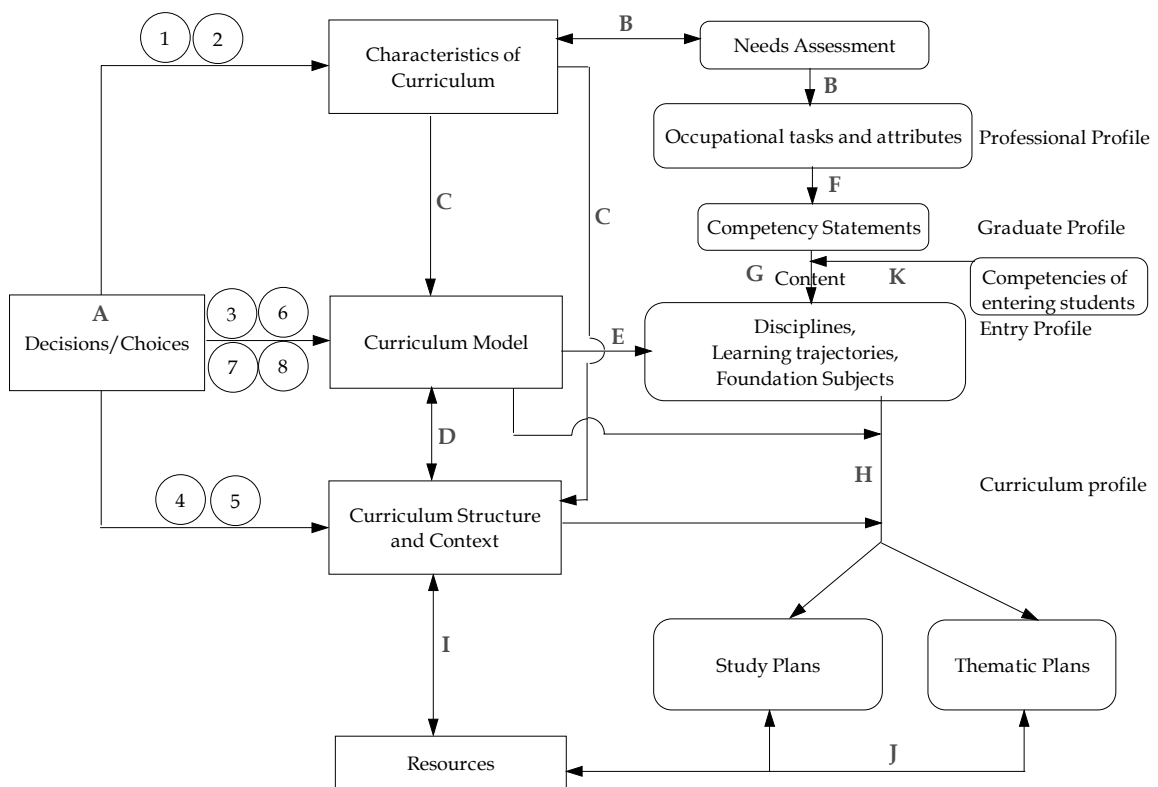 1
2
Characteristics of
Curriculum
B
Needs Assessment
B
Occupational tasks and attributes
Professional Profile
F
C
C
Competency Statements
Graduate Profile
G
Content
K
Competencies of
entering students
Entry Profile
A
Decisions/Choices
3
6
7
8
Curriculum Model
E
Disciplines,
Learning trajectories,
Foundation Subjects
D
H
4
5
Curriculum Structure
and Context
Curriculum profile
I
Study Plans
Thematic Plans
J
Resources